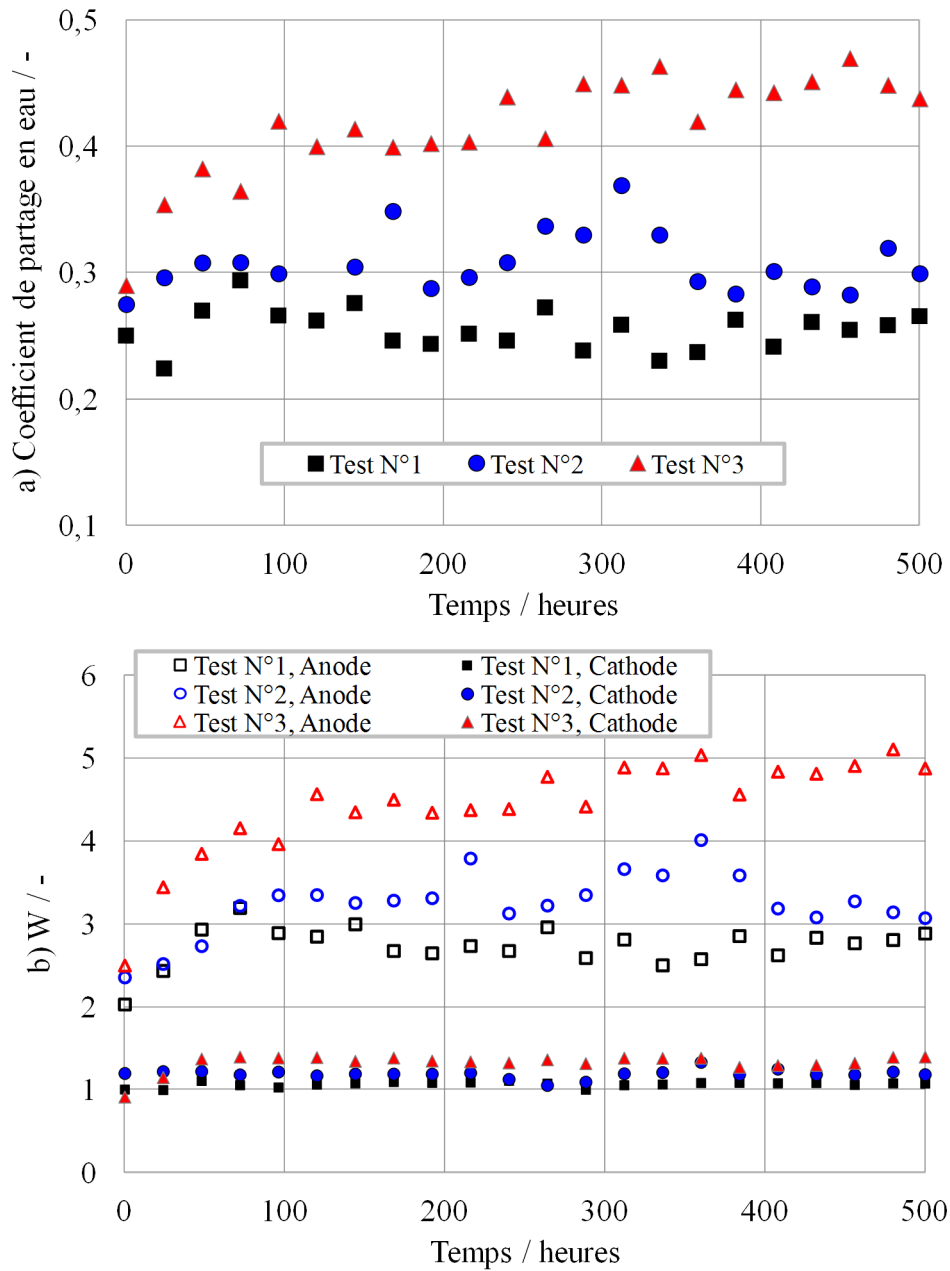 a) Coefficient de partage en eau / -
0,5
0,4
0,3
0,2
0,1
Test N°1 Test N°2 Test N°3
0 100 200 300 400 500
Temps / heures
b) W / -
6
5
4
3
2
1
0
Test N°1, Anode Test N°1, Cathode
Test N°2, Anode Test N°2, Cathode
Test N°3, Anode Test N°3, Cathode
0 100 200 300 400 500
Temps / heures